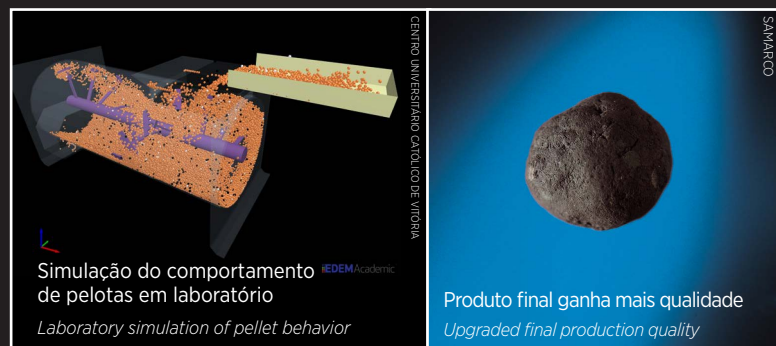 CENTRO UNIVERSITÁRIO CATÓLICO DE VITÓRIA
EDEMAcademic
Simulação do comportamento
de pelotas em laboratório
Laboratory simulation of pellet behavior
SAMARCO
Produto final ganha mais qualidade
Upgraded final production quality